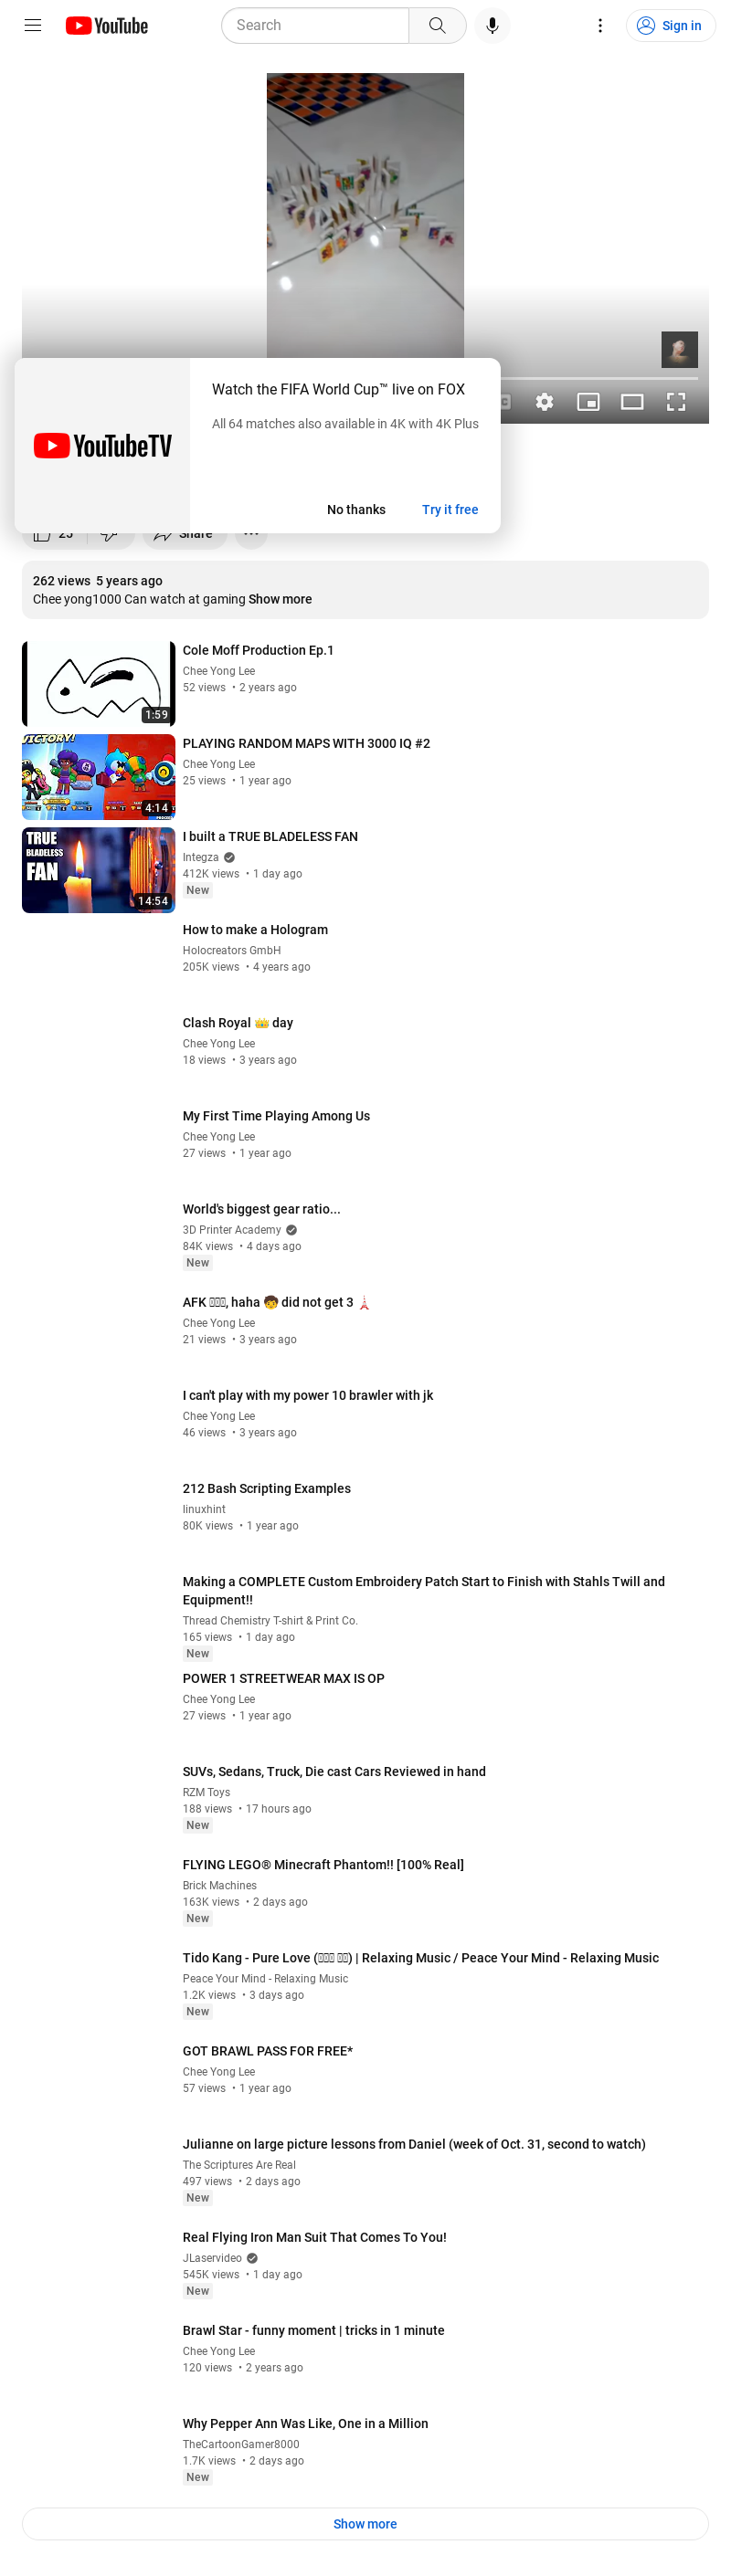 YouTube
Search
Sign in
YouTubeTV
Watch the FIFA World Cup™ live on FOX
All 64 matches also available in 4K with 4K Plus
No thanks
Try it free
25
Share
262 views 5 years ago
Chee yong1000 Can watch at gaming Show more
1:59
Cole Moff Production Ep.1
Chee Yong Lee
52 views • 2 years ago
VICTORY!
4:14
PLAYING RANDOM MAPS WITH 3000 IQ #2
Chee Yong Lee
25 views • 1 year ago
TRUE
BLADELESS
FAN
14:54
I built a TRUE BLADELESS FAN
Integza
412K views • 1 day ago
New
How to make a Hologram
Holocreators GmbH
205K views • 4 years ago
Clash Royal 👑 day
Chee Yong Lee
18 views • 3 years ago
My First Time Playing Among Us
Chee Yong Lee
27 views • 1 year ago
World's biggest gear ratio...
3D Printer Academy
84K views • 4 days ago
New
AFK, haha 🧒 did not get 3 🗼
Chee Yong Lee
21 views • 3 years ago
I can't play with my power 10 brawler with jk
Chee Yong Lee
46 views • 3 years ago
212 Bash Scripting Examples
linuxhint
80K views • 1 year ago
Making a COMPLETE Custom Embroidery Patch Start to Finish with Stahls Twill and
Equipment!!
Thread Chemistry T-shirt & Print Co.
165 views • 1 day ago
New
POWER 1 STREETWEAR MAX IS OP
Chee Yong Lee
27 views • 1 year ago
SUVs, Sedans, Truck, Die cast Cars Reviewed in hand
RZM Toys
188 views • 17 hours ago
New
FLYING LEGO® Minecraft Phantom!! [100% Real]
Brick Machines
163K views • 2 days ago
New
Tido Kang - Pure Love () | Relaxing Music / Peace Your Mind - Relaxing Music
Peace Your Mind - Relaxing Music
1.2K views • 3 days ago
New
GOT BRAWL PASS FOR FREE*
Chee Yong Lee
57 views • 1 year ago
Julianne on large picture lessons from Daniel (week of Oct. 31, second to watch)
The Scriptures Are Real
497 views • 2 days ago
New
Real Flying Iron Man Suit That Comes To You!
JLaservideo
545K views • 1 day ago
New
Brawl Star - funny moment | tricks in 1 minute
Chee Yong Lee
120 views • 2 years ago
Why Pepper Ann Was Like, One in a Million
TheCartoonGamer8000
1.7K views • 2 days ago
New
Show more